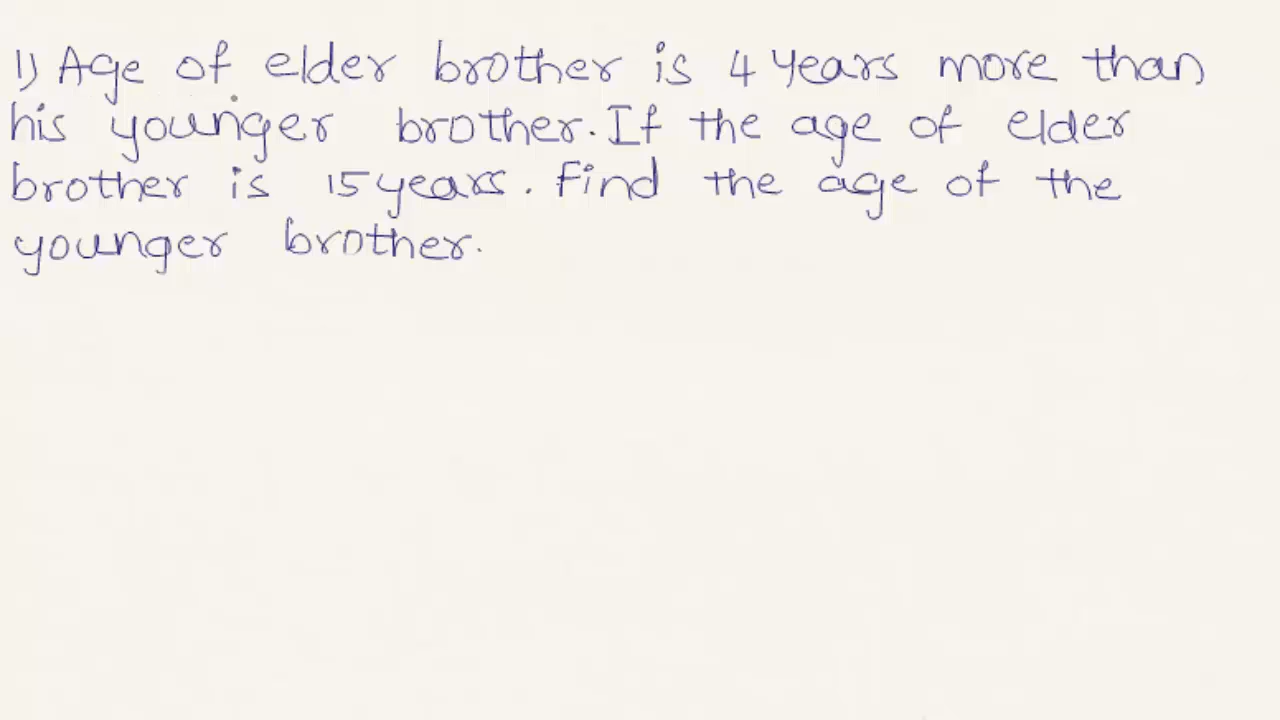 1) Age of elder brother is 4 years more than
his younger brother. If the age of elder
brother is 15 years. Find the age of the
younger brother.